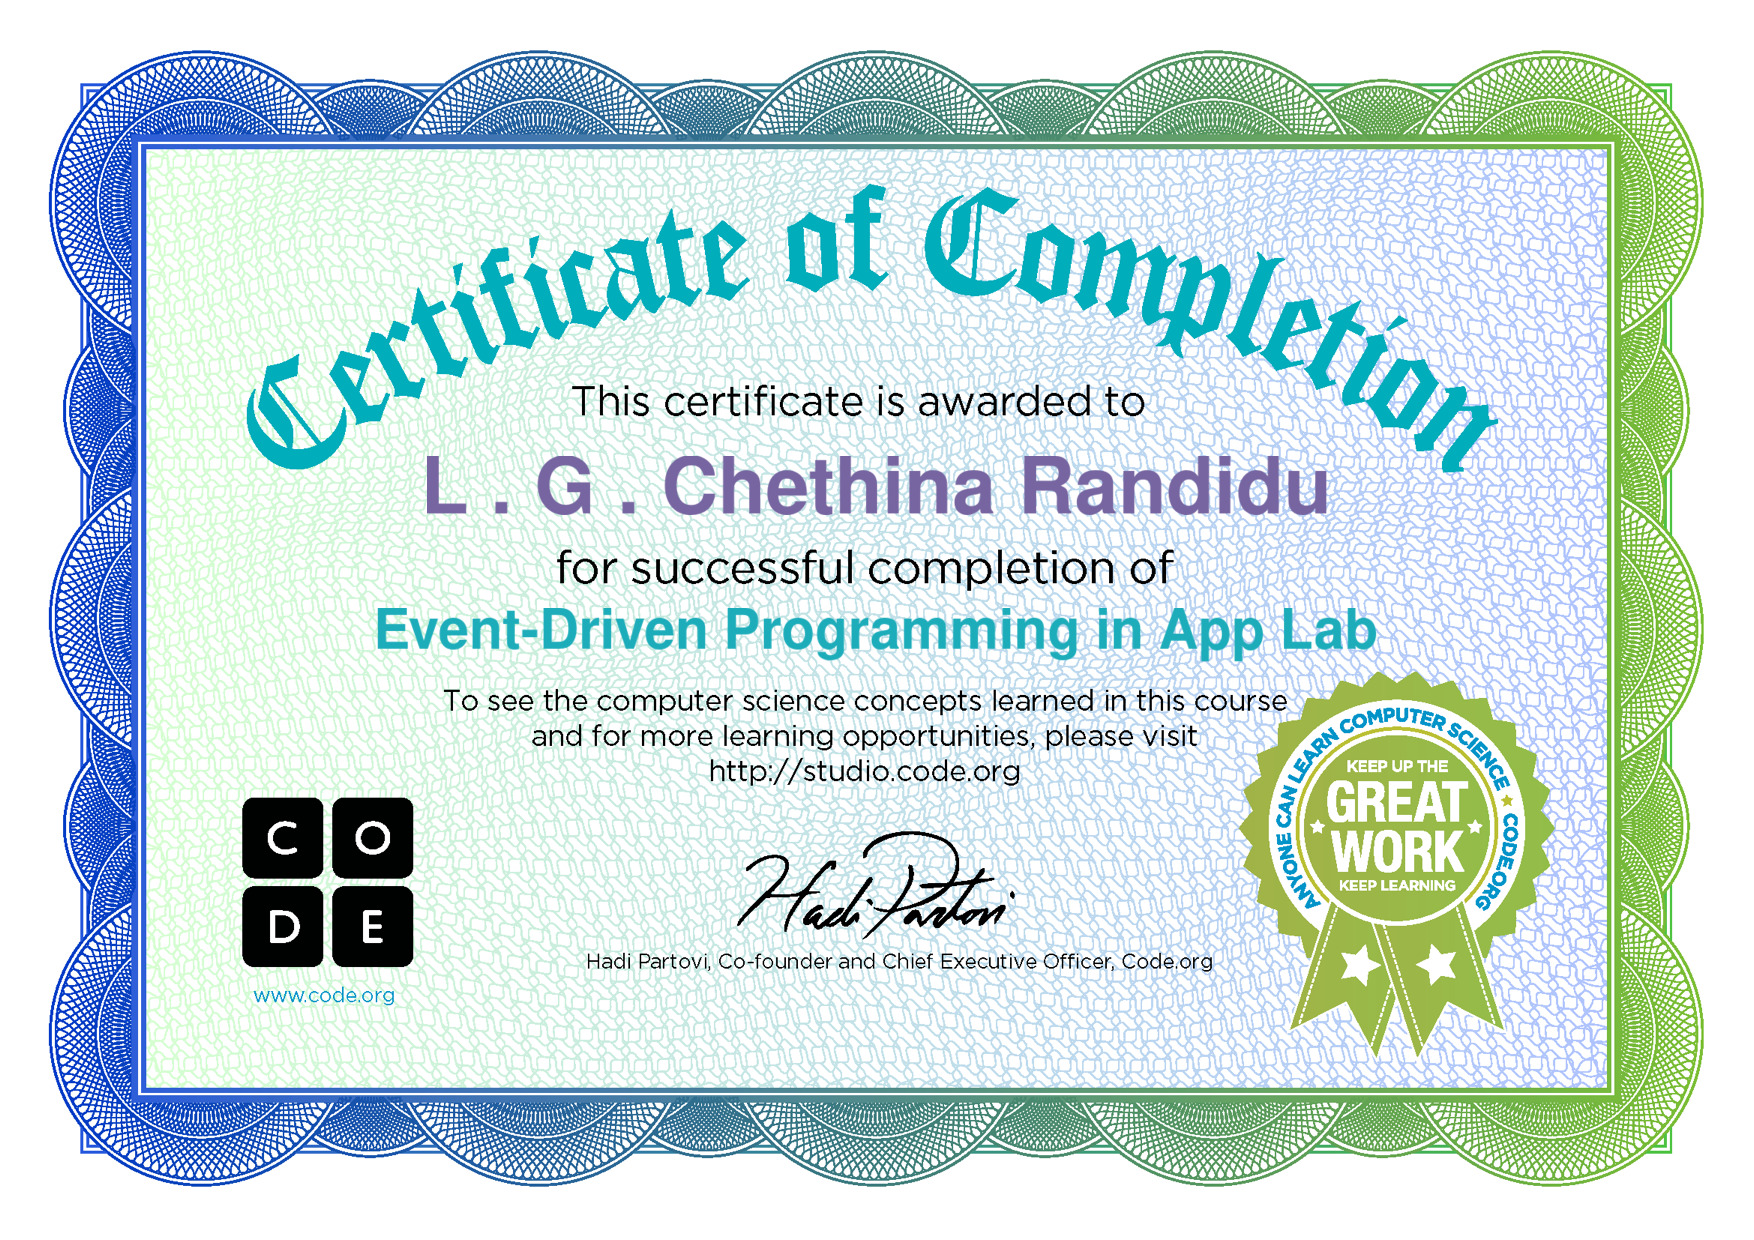 Certificate of Completion
This certificate is awarded to
L . G . Chethina Randidu
for successful completion of
Event-Driven Programming in App Lab
To see the computer science concepts learned in this course
and for more learning opportunities, please visit
http://studio.code.org
C O
D E
www.code.org
Hadi Partovi
Hadi Partovi, Co-founder and Chief Executive Officer, Code.org
ANYONE CAN LEARN COMPUTER SCIENCE ★ CODE.ORG
KEEP UP THE
GREAT
WORK
KEEP LEARNING